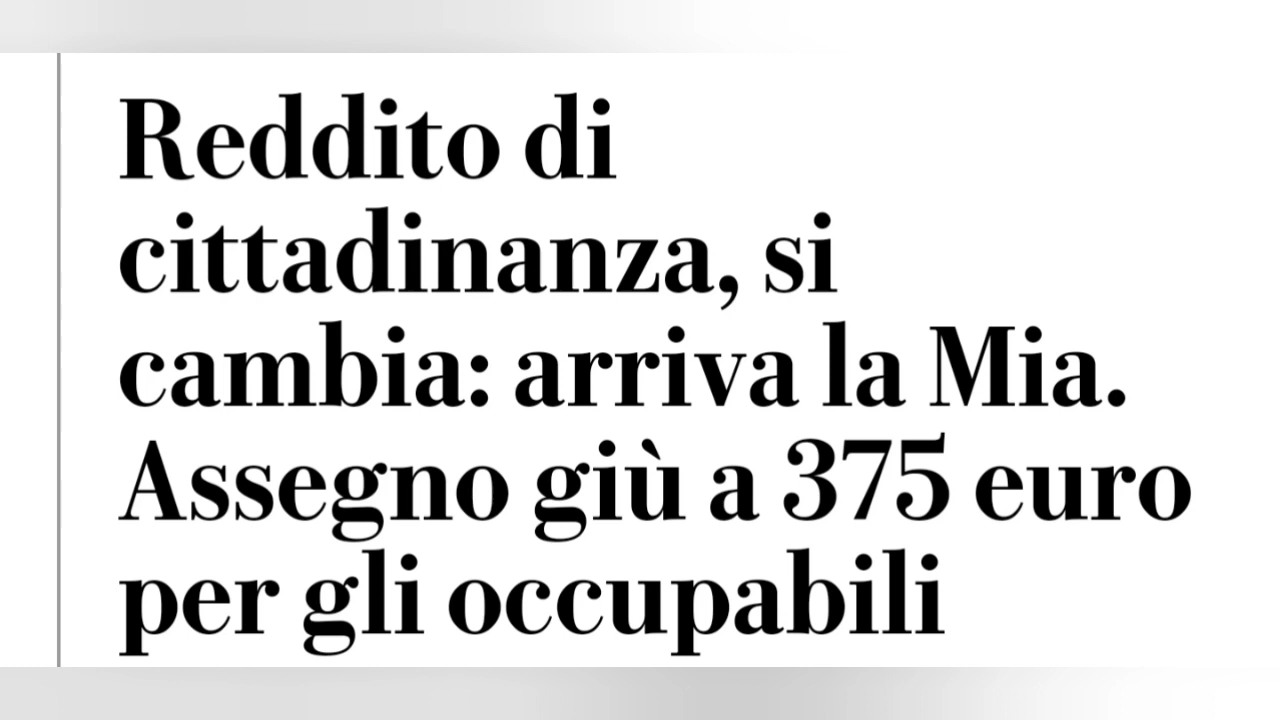 Reddito di
cittadinanza, si
cambia: arriva la Mia.
Assegno giù a 375 euro
per gli occupabili